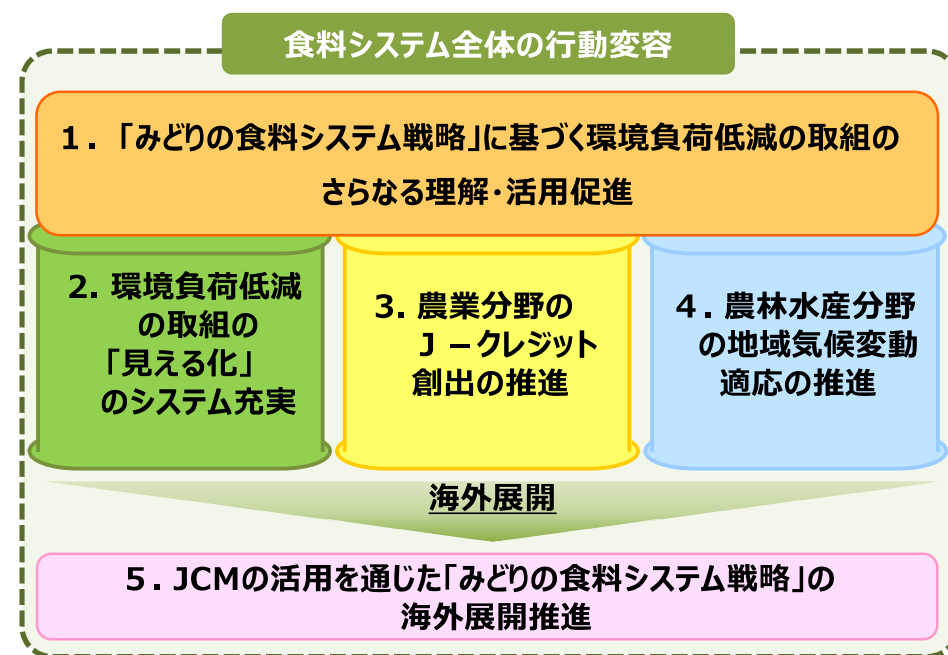 食料システム全体の行動変容
1．「みどりの食料システム戦略」に基づく環境負荷低減の取組の
さらなる理解・活用促進
2. 環境負荷低減
の取組の
「見える化」
のシステム充実
3. 農業分野の
Ｊ－クレジット
創出の推進
４. 農林水産分野
の地域気候変動
適応の推進
海外展開
５. JCMの活用を通じた「みどりの食料システム戦略」の
海外展開推進